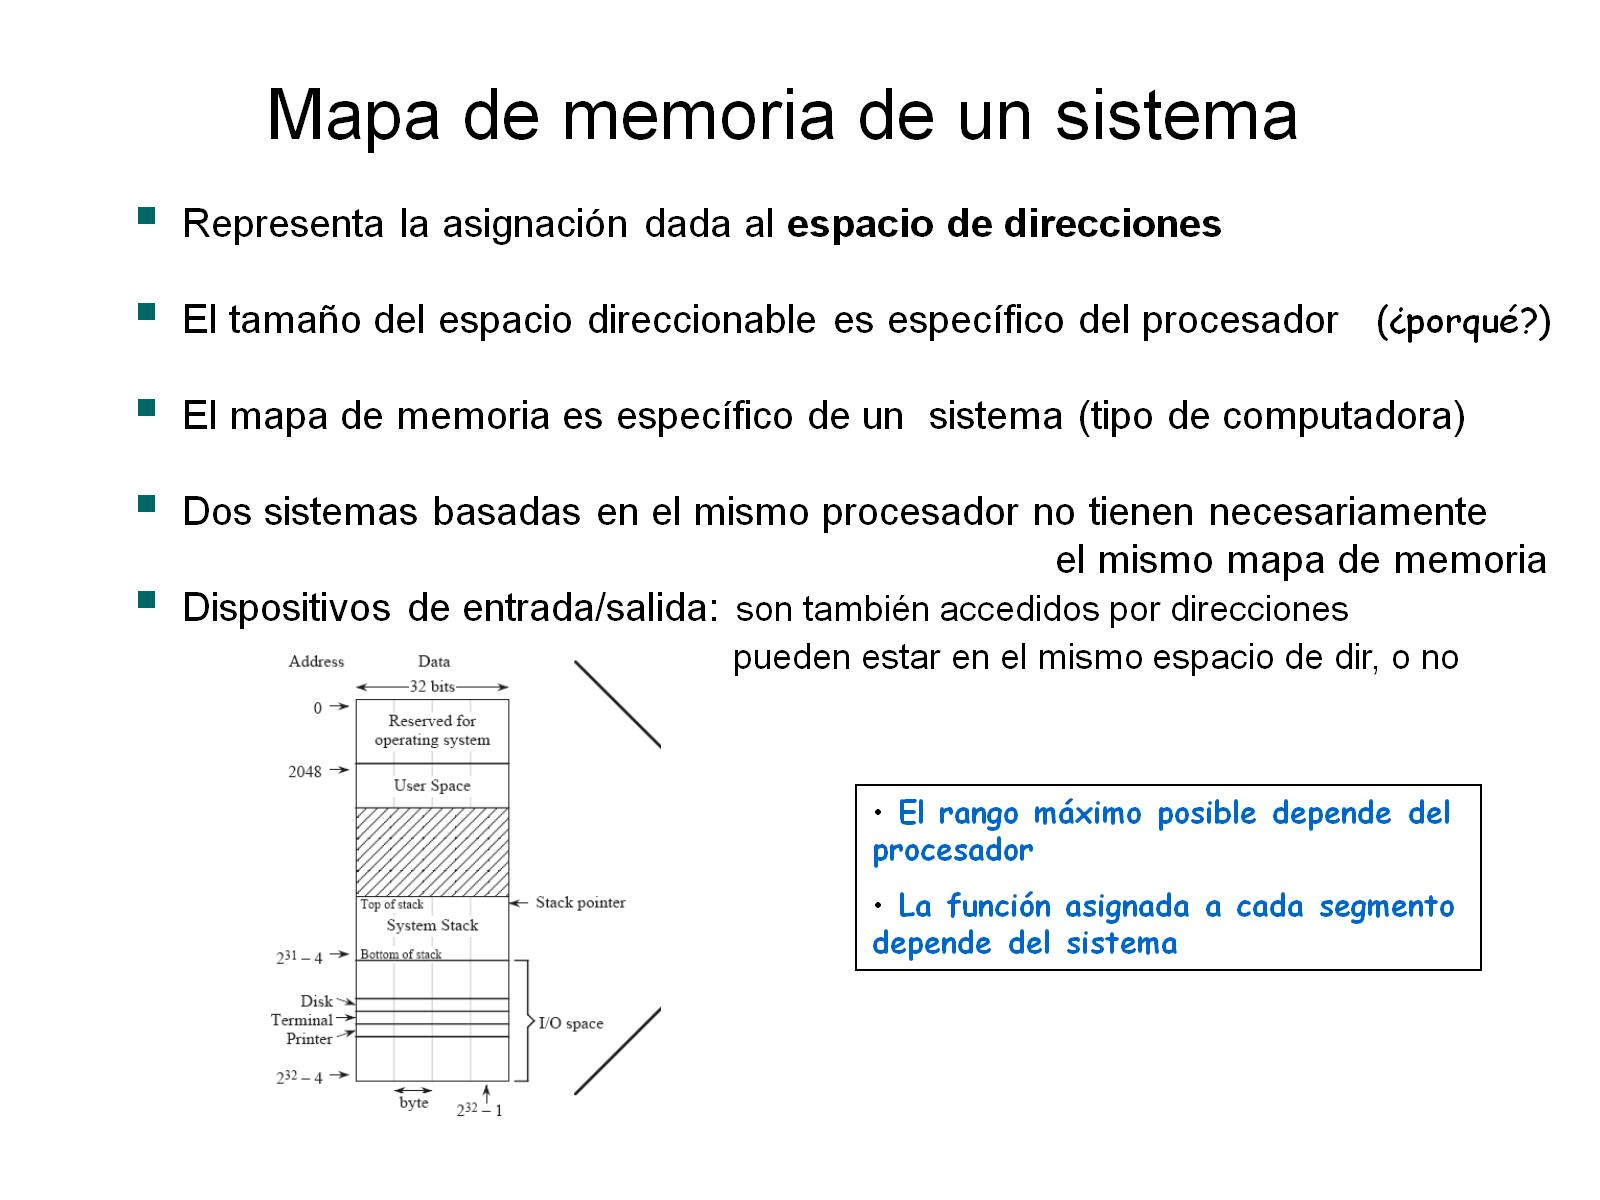 Mapa de memoria de un sistema
Representa la asignación dada al espacio de direcciones
El tamaño del espacio direccionable es específico del procesador (¿porqué?)
El mapa de memoria es específico de un sistema (tipo de computadora)
Dos sistemas basadas en el mismo procesador no tienen necesariamente
el mismo mapa de memoria
Dispositivos de entrada/salida: son también accedidos por direcciones
pueden estar en el mismo espacio de dir, o no
Address Data
32 bits
0
Reserved for
operating system
2048
User Space
Top of stack
Stack pointer
System Stack
2³¹ – 4
Bottom of stack
Disk
Terminal
Printer
I/O space
2³² – 4
byte
2³² – 1
• El rango máximo posible depende del
procesador
• La función asignada a cada segmento
depende del sistema